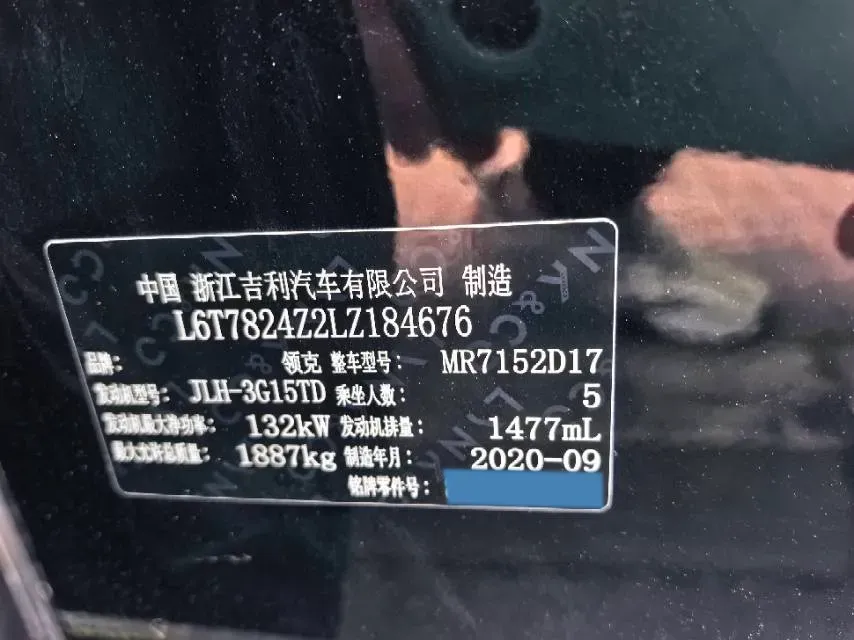 中国 浙江吉利汽车有限公司 制造
L6T7824Z2LZ184676
品牌: 领克 整车型号: MR7152D17
发动机型号: JLH-3G15TD 乘坐人数: 5
发动机最大净功率: 132kW 发动机排量: 1477mL
最大允许总质量: 1887kg 制造年月: 2020-09
铭牌零件号:
LYNK&CO